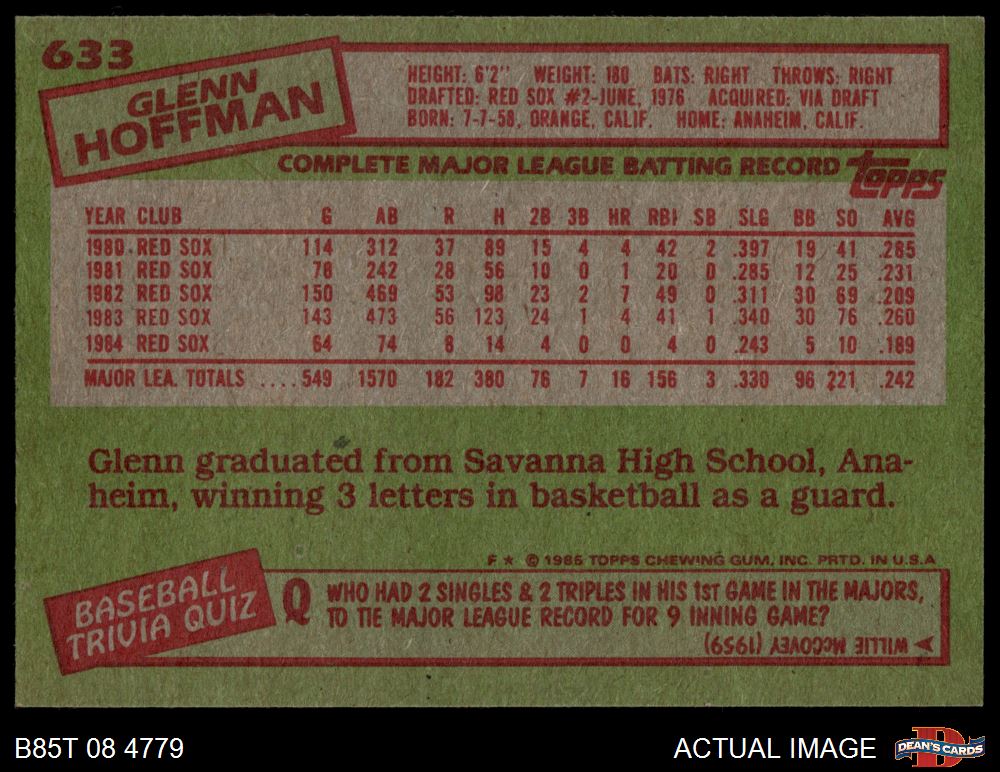 633
GLENN
HOFFMAN
HEIGHT: 6'2" WEIGHT: 180 BATS: RIGHT THROWS: RIGHT
DRAFTED: RED SOX #2-JUNE, 1976 ACQUIRED: VIA DRAFT
BORN: 7-7-58, ORANGE, CALIF. HOME: ANAHEIM, CALIF.
COMPLETE MAJOR LEAGUE BATTING RECORD topps
YEAR CLUB G AB R H 2B 3B HR RBI SB SLG BB SO AVG
1980 RED SOX 114 312 37 89 15 4 4 42 2 .397 19 41 .285
1981 RED SOX 78 242 28 56 10 0 1 20 0 .285 12 25 .231
1982 RED SOX 150 469 53 98 23 2 7 49 0 .311 30 69 .209
1983 RED SOX 143 473 56 123 24 1 4 41 1 .340 30 76 .260
1984 RED SOX 64 74 8 14 4 0 0 4 0 .243 5 10 .189
MAJOR LEA. TOTALS ....549 1570 182 380 76 7 16 156 3 .330 96 221 .242
Glenn graduated from Savanna High School, Ana-
heim, winning 3 letters in basketball as a guard.
F * © 1985 TOPPS CHEWING GUM, INC. PRTD. IN U.S.A
BASEBALL
TRIVIA QUIZ
Q WHO HAD 2 SINGLES & 2 TRIPLES IN HIS 1ST GAME IN THE MAJORS,
TO TIE MAJOR LEAGUE RECORD FOR 9 INNING GAME?
WILLIE McCOVEY (1959)
B85T 08 4779
ACTUAL IMAGE
D
DEAN'S CARDS